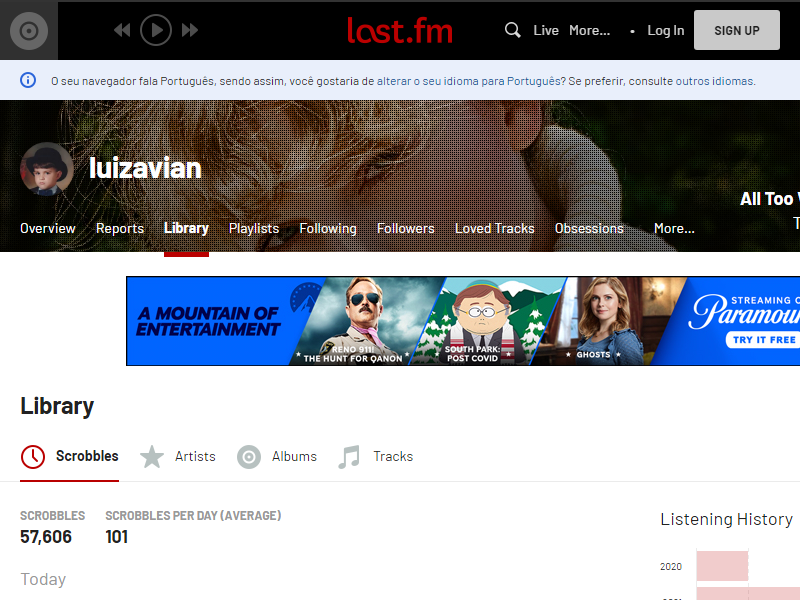 last.fm
Live
More...
Log In
SIGN UP
O seu navegador fala Português, sendo assim, você gostaria de alterar o seu idioma para Português? Se preferir, consulte outros idiomas.
luizavian
All Too
Overview
Reports
Library
Playlists
Following
Followers
Loved Tracks
Obsessions
More...
A MOUNTAIN OF
ENTERTAINMENT
RENO 911!
THE HUNT FOR QANON
SOUTH PARK:
POST COVID
GHOSTS
STREAMING
Paramou
TRY IT FREE
Library
Scrobbles
Artists
Albums
Tracks
SCROBBLES
57,606
SCROBBLES PER DAY (AVERAGE)
101
Listening History
2020
Today